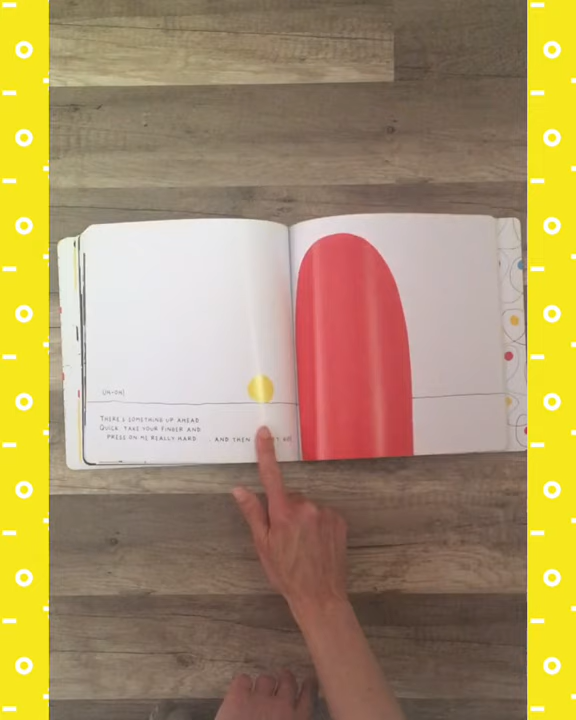 (UH-OH)
THERE'S SOMETHING UP AHEAD
QUICK, TAKE YOUR FINGER AND
PRESS ON ME REALLY HARD . . . AND THEN